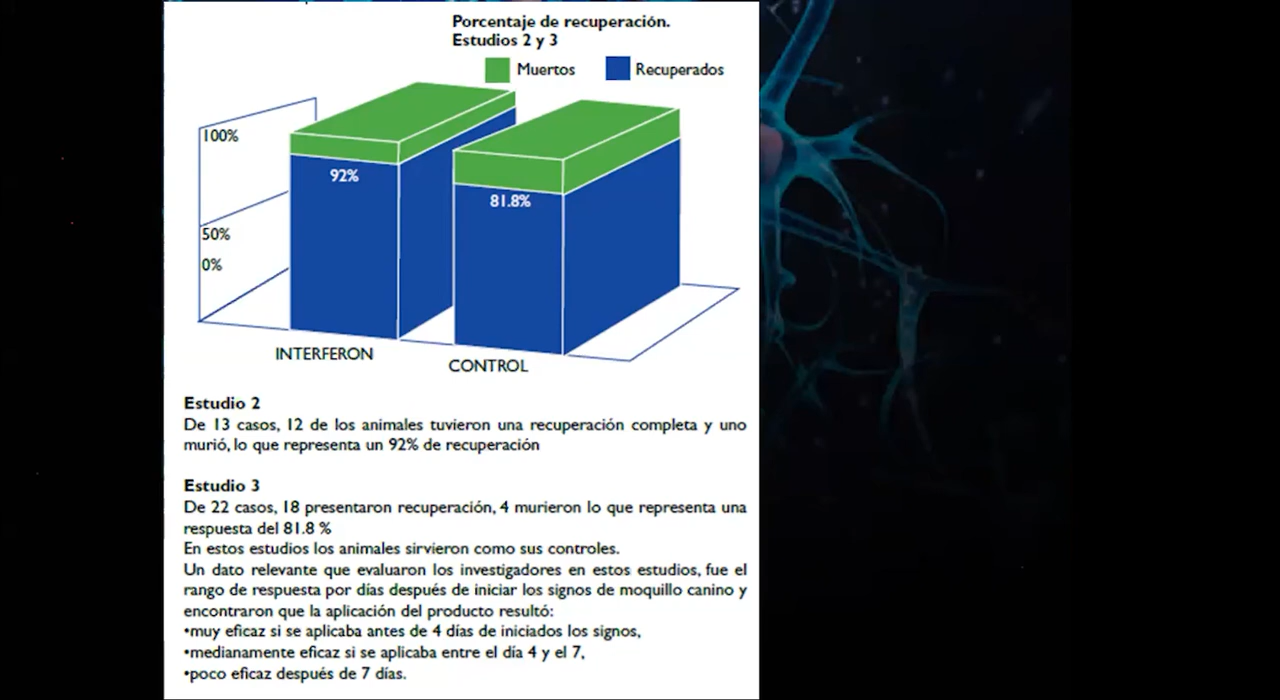 Porcentaje de recuperación.
Estudios 2 y 3
Muertos
Recuperados
100%
50%
0%
92%
81.8%
INTERFERON
CONTROL
Estudio 2
De 13 casos, 12 de los animales tuvieron una recuperación completa y uno
murió, lo que representa un 92% de recuperación
Estudio 3
De 22 casos, 18 presentaron recuperación, 4 murieron lo que representa una
respuesta del 81.8 %
En estos estudios los animales sirvieron como sus controles.
Un dato relevante que evaluaron los investigadores en estos estudios, fue el
rango de respuesta por días después de iniciar los signos de moquillo canino y
encontraron que la aplicación del producto resultó:
•muy eficaz si se aplicaba antes de 4 días de iniciados los signos,
•medianamente eficaz si se aplicaba entre el día 4 y el 7,
•poco eficaz después de 7 días.